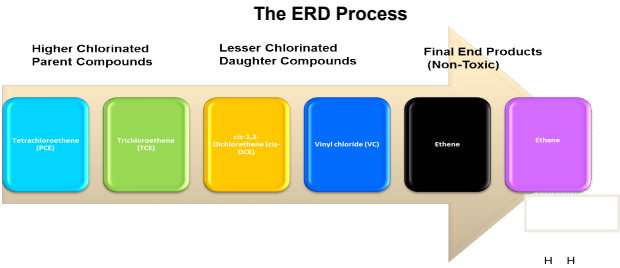 The ERD Process
Higher Chlorinated
Parent Compounds
Lesser Chlorinated
Daughter Compounds
Final End Products
(Non-Toxic)
Tetrachloroethene
(PCE)
Trichloroethene
(TCE)
cis-1,2-
Dichlorethene (cis-
DCE)
Vinyl chloride (VC)
Ethene
Ethane
H H